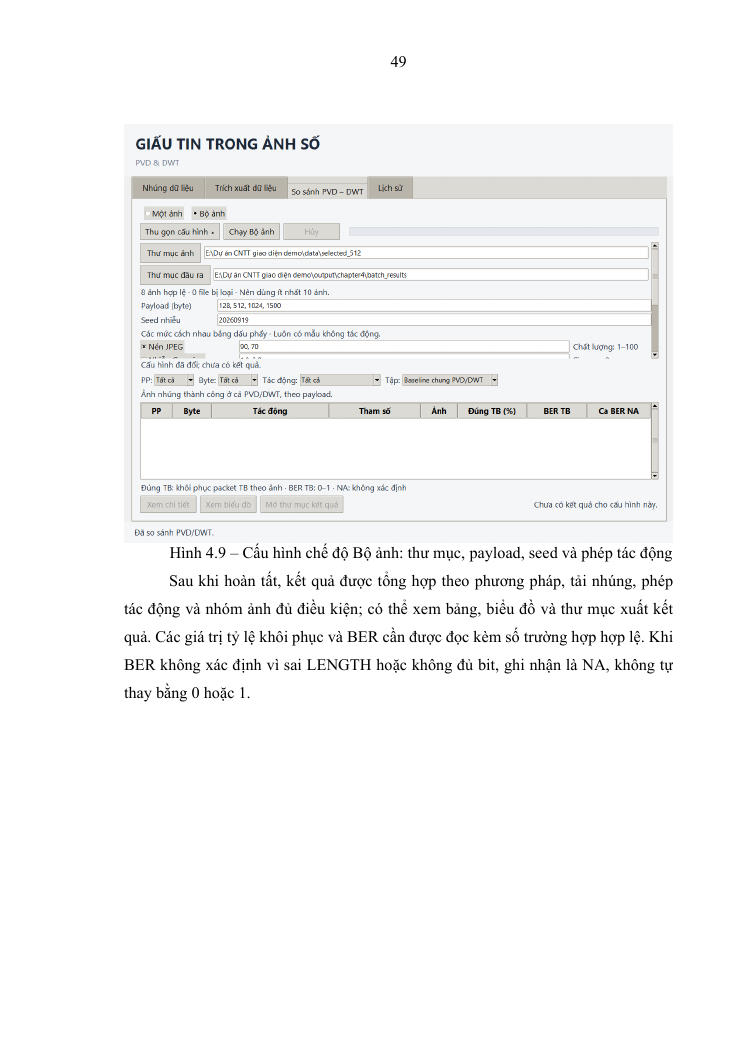 49
GIẤU TIN TRONG ẢNH SỐ
PVD & DWT
Nhúng dữ liệu Trích xuất dữ liệu So sánh PVD – DWT Lịch sử
Một ảnh Bộ ảnh
Thu gọn cấu hình Chạy Bộ ảnh Hủy
Thư mục ảnh E:\Dự án CNTT giao diện demo\data\selected_512
Thư mục đầu ra E:\Dự án CNTT giao diện demo\output\chapter4\batch_results
8 ảnh hợp lệ · 0 file bị loại · Nên dùng ít nhất 10 ảnh.
Payload (byte) 128, 512, 1024, 1500
Seed nhiễu 20260919
Các mức cách nhau bằng dấu phẩy · Luôn có mẫu không tác động.
Nén JPEG 90, 70 Chất lượng: 1–100
Cấu hình đã đổi; chưa có kết quả.
PP: Tất cả Byte: Tất cả Tác động: Tất cả Tập: Baseline chung PVD/DWT
Ảnh nhúng thành công ở cả PVD/DWT, theo payload.
PP Byte Tác động Tham số Ảnh Đúng TB (%) BER TB Ca BER NA
Đúng TB: khôi phục packet TB theo ảnh · BER TB: 0–1 · NA: không xác định
Xem chi tiết Xem biểu đồ Mở thư mục kết quả Chưa có kết quả cho cấu hình này.
Đã so sánh PVD/DWT.
Hình 4.9 – Cấu hình chế độ Bộ ảnh: thư mục, payload, seed và phép tác động
Sau khi hoàn tất, kết quả được tổng hợp theo phương pháp, tải nhúng, phép
tác động và nhóm ảnh đủ điều kiện; có thể xem bảng, biểu đồ và thư mục xuất kết
quả. Các giá trị tỷ lệ khôi phục và BER cần được đọc kèm số trường hợp hợp lệ. Khi
BER không xác định vì sai LENGTH hoặc không đủ bit, ghi nhận là NA, không tự
thay bằng 0 hoặc 1.